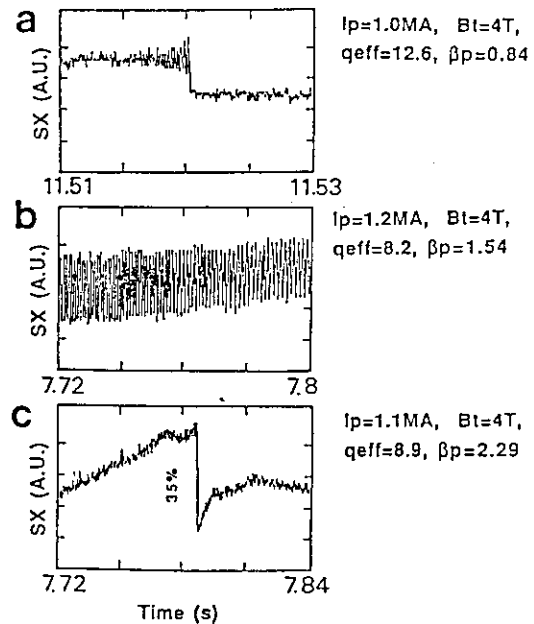 a
SX (A.U.)
11.51 11.53
Ip=1.0MA, Bt=4T,
qeff=12.6, βp=0.84
b
SX (A.U.)
7.72 7.8
Ip=1.2MA, Bt=4T,
qeff=8.2, βp=1.54
c
SX (A.U.)
35%
7.72 7.84
Time (s)
Ip=1.1MA, Bt=4T,
qeff=8.9, βp=2.29